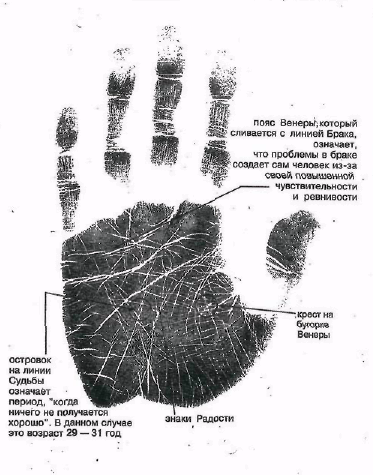 пояс Венеры, который
сливается с линией Брака,
означает,
что проблемы в браке
создает сам человек из-за
своей повышенной
чувствительности
и ревнивости
крест на
бугорке
Венеры
островок
на линии
Судьбы
означает
период, "когда
ничего не получается
хорошо". В данном случае
это возраст 29 — 31 год
знаки Радости